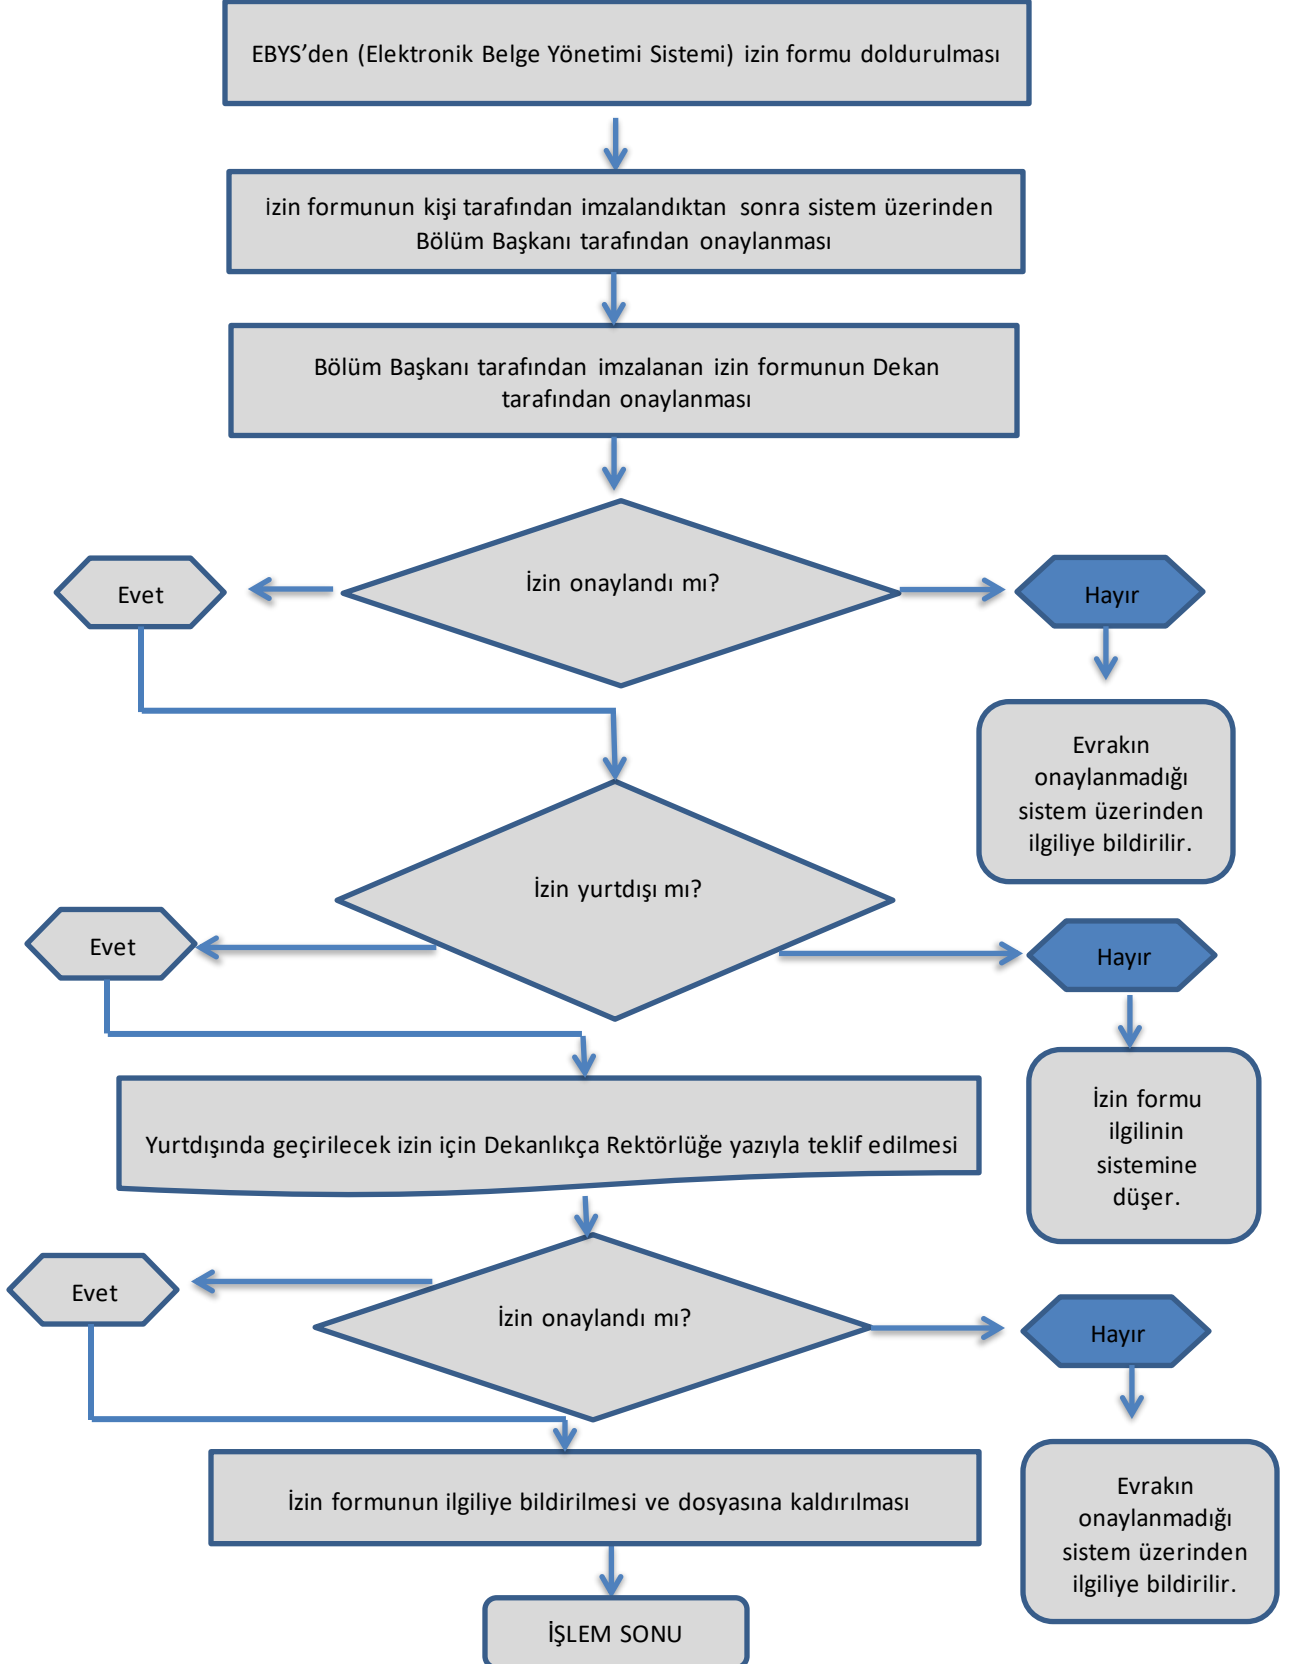 EBYS’den (Elektronik Belge Yönetimi Sistemi) izin formu doldurulması
İzin formunun kişi tarafından imzalandıktan sonra sistem üzerinden
Bölüm Başkanı tarafından onaylanması
Bölüm Başkanı tarafından imzalanan izin formunun Dekan
tarafından onaylanması
İzin onaylandı mı?
Evet
Hayır
Evrakın
onaylanmadığı
sistem üzerinden
ilgiliye bildirilir.
İzin yurtdışı mı?
Evet
Hayır
İzin formu
ilgilinin
sistemine
düşer.
Yurtdışında geçirilecek izin için Dekanlıkça Rektörlüğe yazıyla teklif edilmesi
Evet
İzin onaylandı mı?
Hayır
Evrakın
onaylanmadığı
sistem üzerinden
ilgiliye bildirilir.
İzin formunun ilgiliye bildirilmesi ve dosyasına kaldırılması
İŞLEM SONU